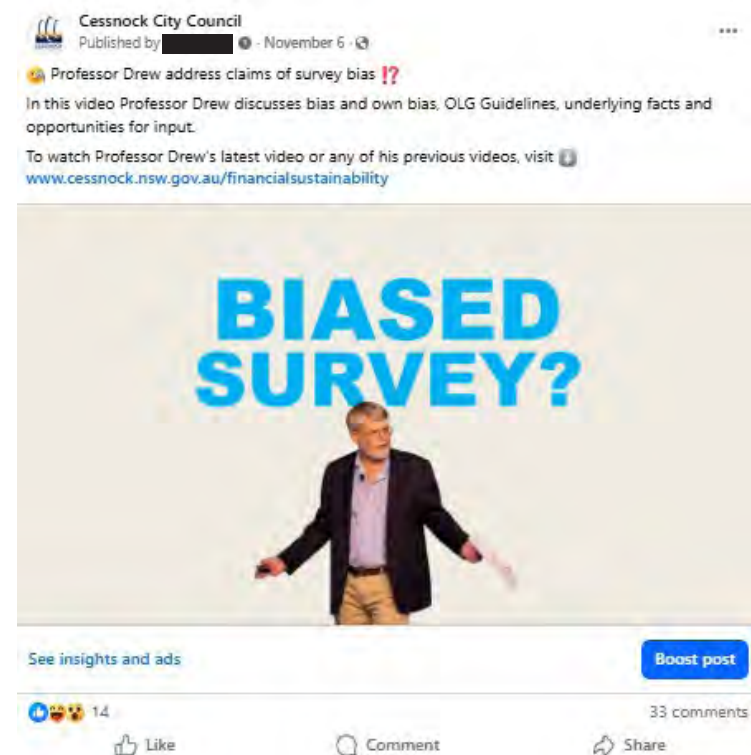 Cessnock City Council
Published by
November 6
Professor Drew address claims of survey bias ⁉
In this video Professor Drew discusses bias and own bias, OLG Guidelines, underlying facts and
opportunities for input.
To watch Professor Drew's latest video or any of his previous videos, visit
www.cessnock.nsw.gov.au/financialsustainability
BIASED
SURVEY?
See insights and ads
Boost post
14
33 comments
Like
Comment
Share